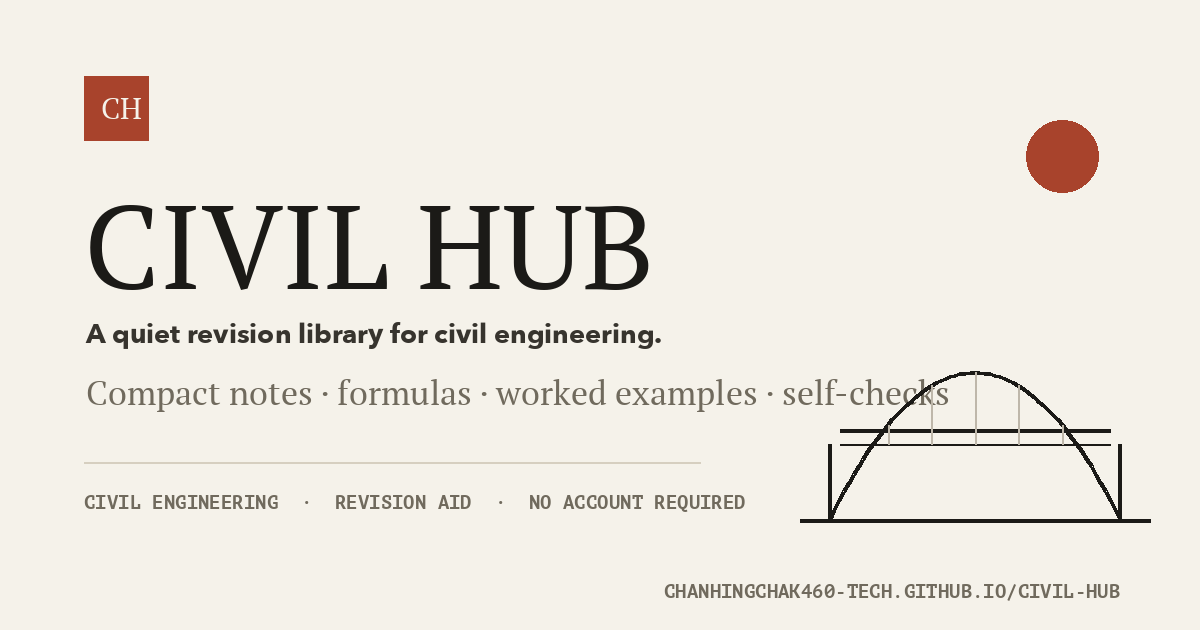 CH
CIVIL HUB
A quiet revision library for civil engineering.
Compact notes · formulas · worked examples · self-checks
CIVIL ENGINEERING · REVISION AID · NO ACCOUNT REQUIRED
CHANHINGCHAK460-TECH.GITHUB.IO/CIVIL-HUB